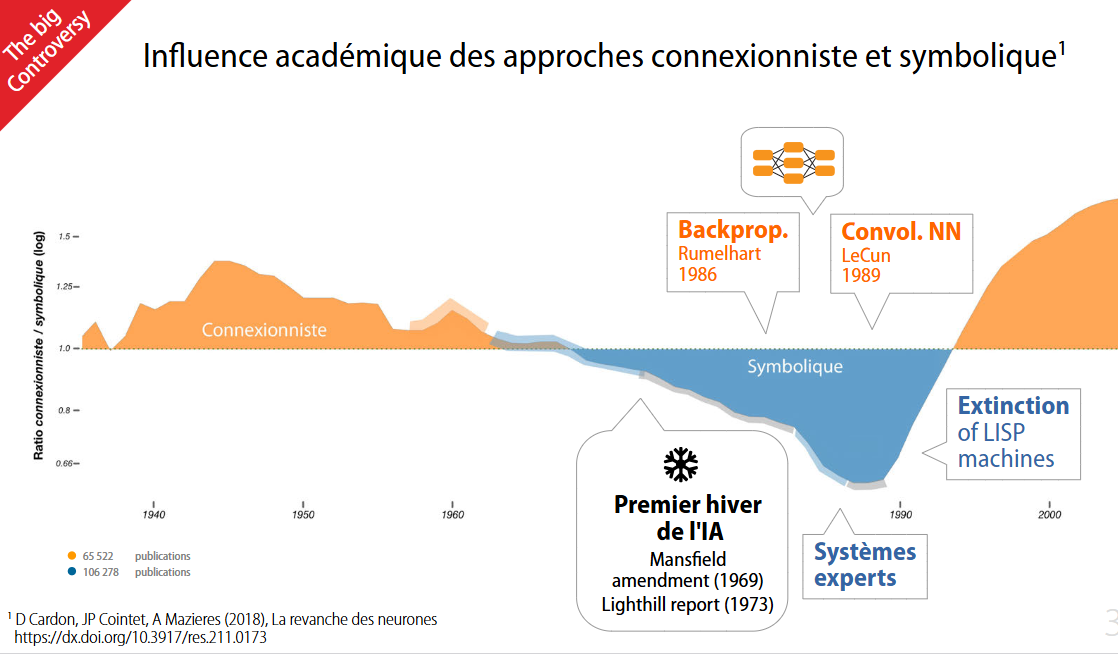 The big
Controversy
Influence académique des approches connexionniste et symbolique¹
Backprop.
Rumelhart
1986
Convol. NN
LeCun
1989
Ratio connexionniste / symbolique (log)
1.5
1.25
1.0
0.8
0.66
Connexionniste
Symbolique
Extinction
of LISP
machines
Premier hiver
de l'IA
Mansfield
amendment (1969)
Lighthill report (1973)
Systèmes
experts
1940
1950
1960
1990
2000
65 522 publications
106 278 publications
¹ D Cardon, JP Cointet, A Mazieres (2018), La revanche des neurones
https://dx.doi.org/10.3917/res.211.0173
3